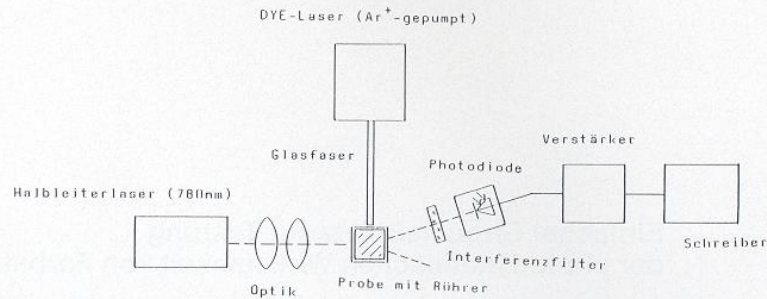 DYE-Laser (Ar+-gepumpt)
Verstärker
Glasfaser
Photodiode
Halbleiterlaser (780nm)
Schreiber
Interferenzfilter
Probe mit Rührer
Optik